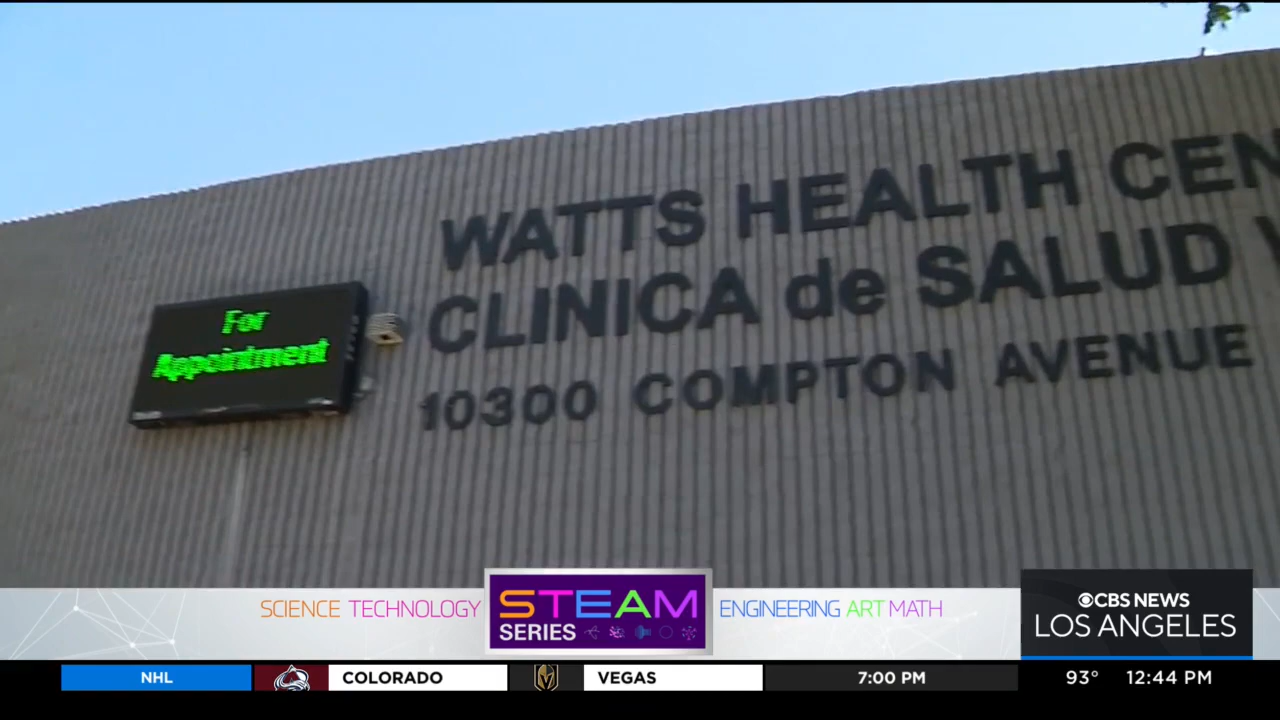 WATTS HEALTH CEN
CLINICA de SALUD
10300 COMPTON AVENUE
For
Appointment
SCIENCE TECHNOLOGY
STEAM
SERIES
ENGINEERING ART MATH
CBS NEWS
LOS ANGELES
NHL COLORADO VEGAS 7:00 PM 93° 12:44 PM